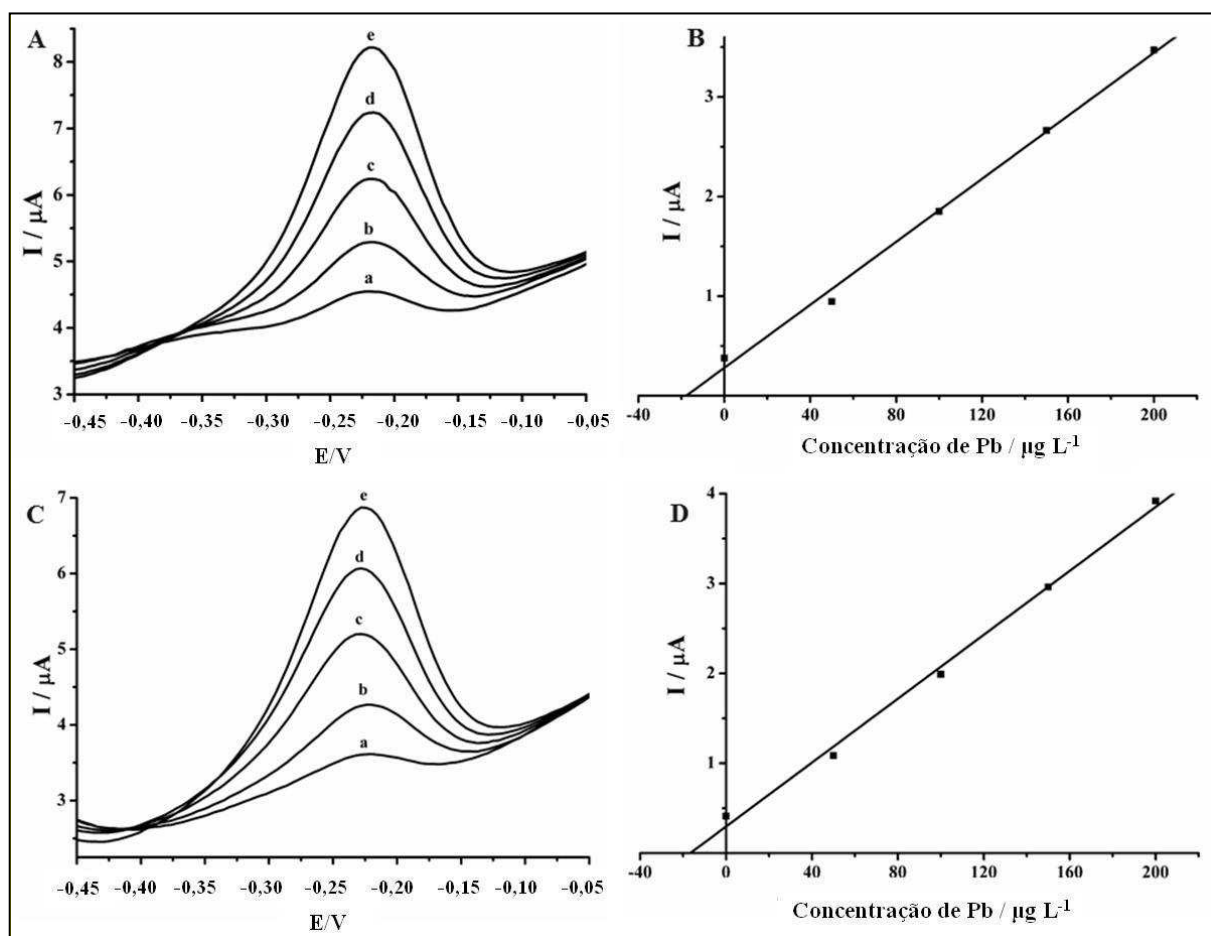 A
e
d
c
b
a
8
7
6
5
4
3
I / µA
-0,45 -0,40 -0,35 -0,30 -0,25 -0,20 -0,15 -0,10 -0,05
E/V
B
3
2
1
I / µA
-40 0 40 80 120 160 200
Concentração de Pb / µg L-1
C
e
d
c
b
a
7
6
5
4
3
I / µA
-0,45 -0,40 -0,35 -0,30 -0,25 -0,20 -0,15 -0,10 -0,05
E/V
D
4
3
2
1
I / µA
-40 0 40 80 120 160 200
Concentração de Pb / µg L-1